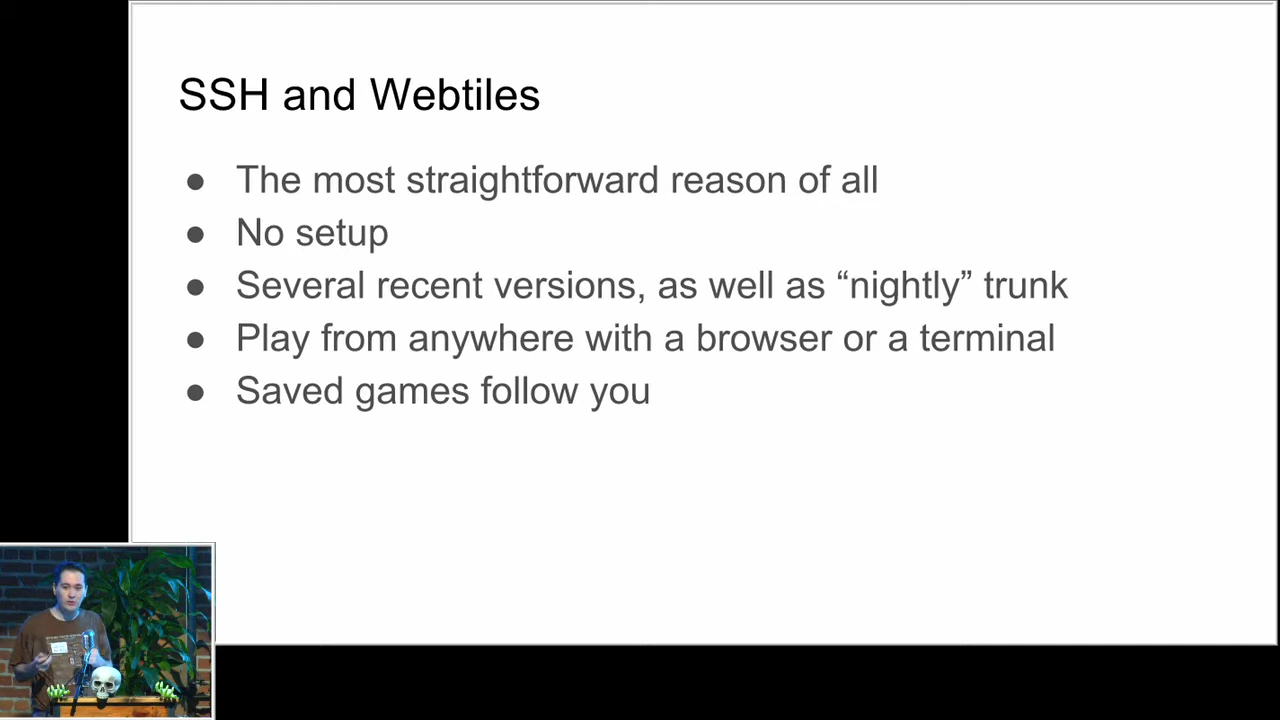 SSH and Webtiles
● The most straightforward reason of all
● No setup
● Several recent versions, as well as “nightly” trunk
● Play from anywhere with a browser or a terminal
● Saved games follow you